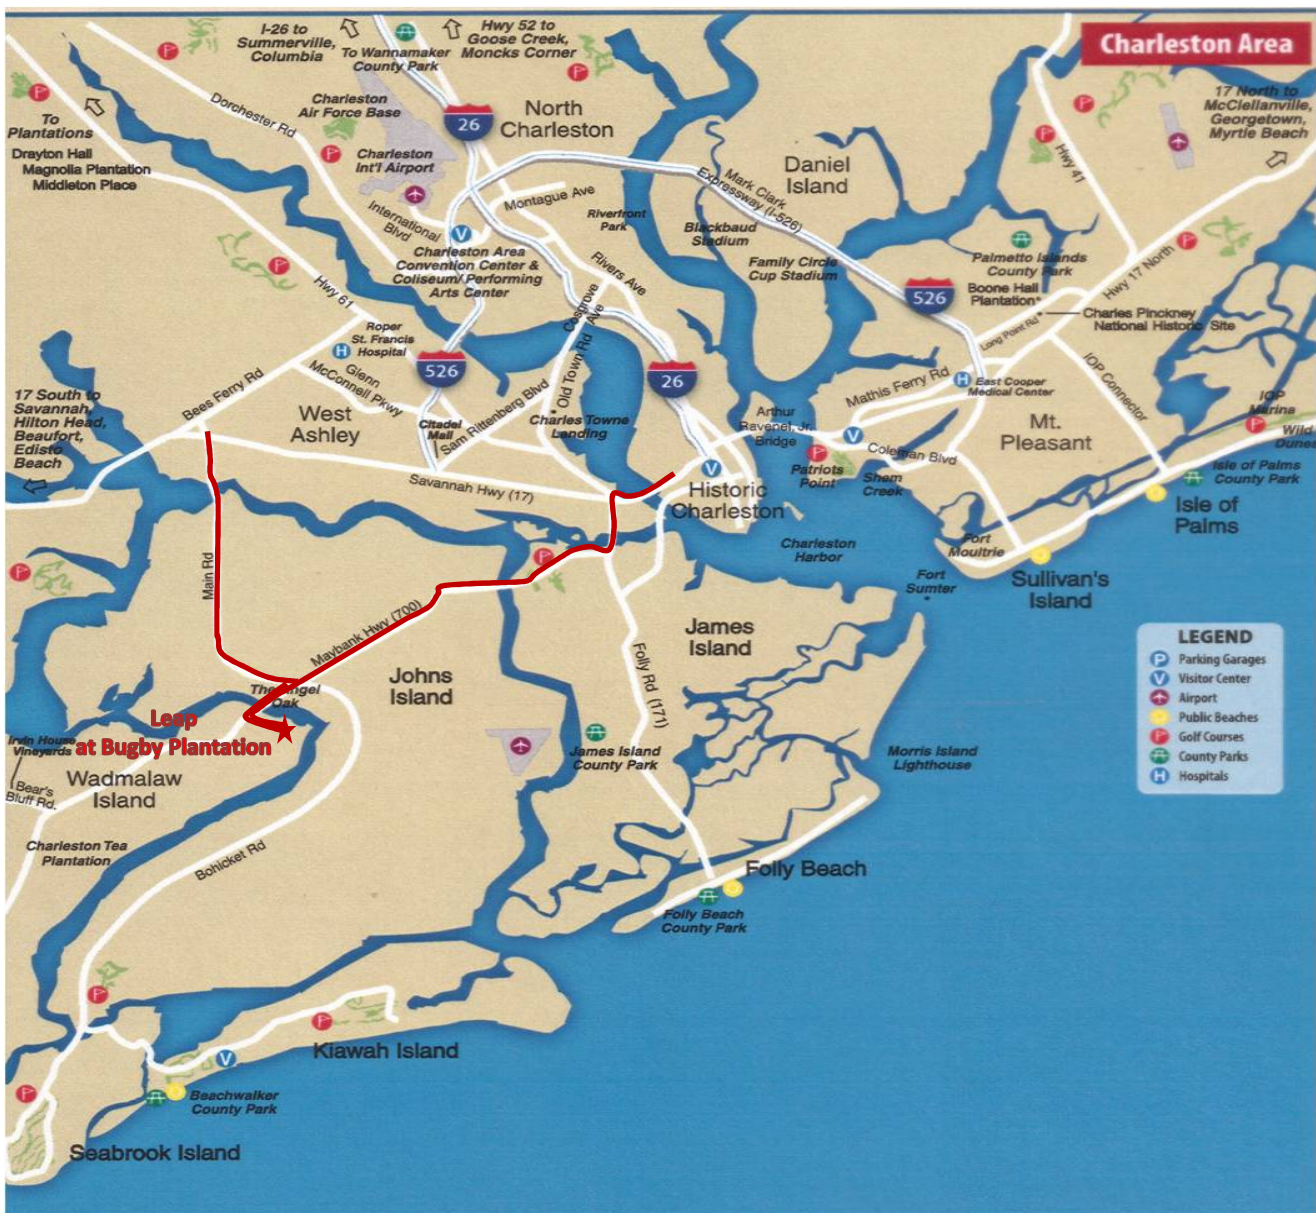 Charleston Area
I-26 to
Summerville,
Columbia
To Wannamaker
County Park
Hwy 52 to
Goose Creek,
Moncks Corner
17 North to
McClellanville,
Georgetown,
Myrtle Beach
To
Plantations
Drayton Hall
Magnolia Plantation
Middleton Place
Dorchester Rd
Charleston
Air Force Base
Charleston
Int'l Airport
26
North
Charleston
Daniel
Island
Hwy 41
Mark Clark
Expressway (I-526)
Montague Ave
International
Blvd
Riverfront
Park
Blackbaud
Stadium
Family Circle
Cup Stadium
Charleston Area
Convention Center &
Coliseum/Performing
Arts Center
Rivers Ave
Cosgrove
Ave
Palmetto Islands
County Park
Boone Hall
Plantation
Hwy 17 North
526
Long Point Rd
Charles Pinckney
National Historic Site
Hwy 61
Roper
St. Francis
Hospital
Glenn
McConnell Pkwy
526
26
Old Town Rd
Bees Ferry Rd
17 South to
Savannah,
Hilton Head,
Beaufort,
Edisto
Beach
West
Ashley
Citadel
Mall
Sam Rittenberg Blvd
Charles Towne
Landing
Arthur
Ravenel, Jr.
Bridge
Mathis Ferry Rd
East Cooper
Medical Center
IOP Connector
Mt.
Pleasant
IOP
Marina
Wild
Dunes
Isle of Palms
County Park
Isle of
Palms
Coleman Blvd
Patriots
Point
Shem
Creek
Savannah Hwy (17)
Historic
Charleston
Charleston
Harbor
Fort
Moultrie
Fort
Sumter
Sullivan's
Island
Main Rd
Maybank Hwy (700)
James
Island
Johns
Island
Folly Rd (171)
The Angel
Oak
Leap
at Bugby Plantation
Irvin House
Vineyards
Wadmalaw
Island
Bear's
Bluff Rd.
Charleston Tea
Plantation
Bohicket Rd
James Island
County Park
Morris Island
Lighthouse
Folly Beach
Folly Beach
County Park
LEGEND
P Parking Garages
V Visitor Center
Airport
Public Beaches
Golf Courses
County Parks
H Hospitals
Kiawah Island
Beachwalker
County Park
Seabrook Island